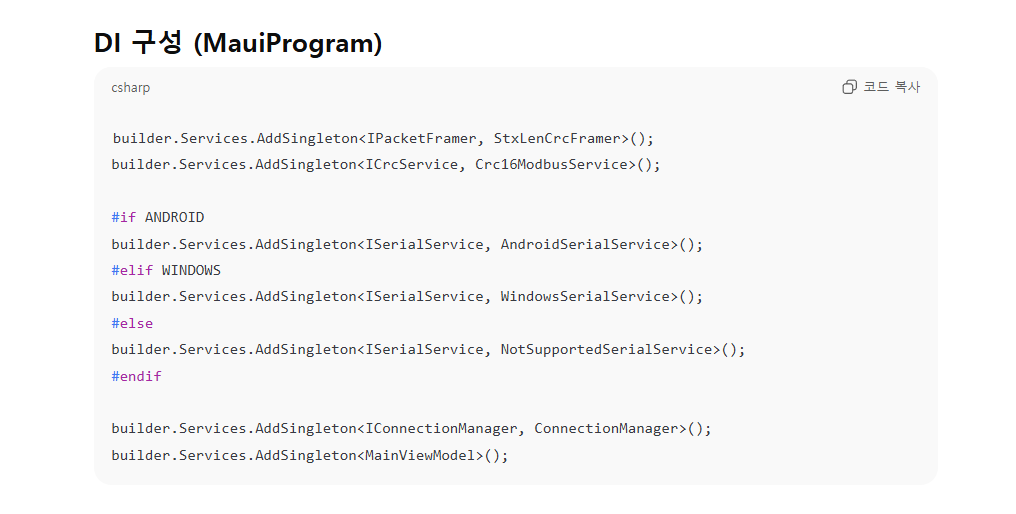 DI 구성 (MauiProgram)
csharp
코드 복사
builder.Services.AddSingleton<IPacketFramer, StxLenCrcFramer>();
builder.Services.AddSingleton<ICrcService, Crc16ModbusService>();
#if ANDROID
builder.Services.AddSingleton<ISerialService, AndroidSerialService>();
#elif WINDOWS
builder.Services.AddSingleton<ISerialService, WindowsSerialService>();
#else
builder.Services.AddSingleton<ISerialService, NotSupportedSerialService>();
#endif
builder.Services.AddSingleton<IConnectionManager, ConnectionManager>();
builder.Services.AddSingleton<MainViewModel>();